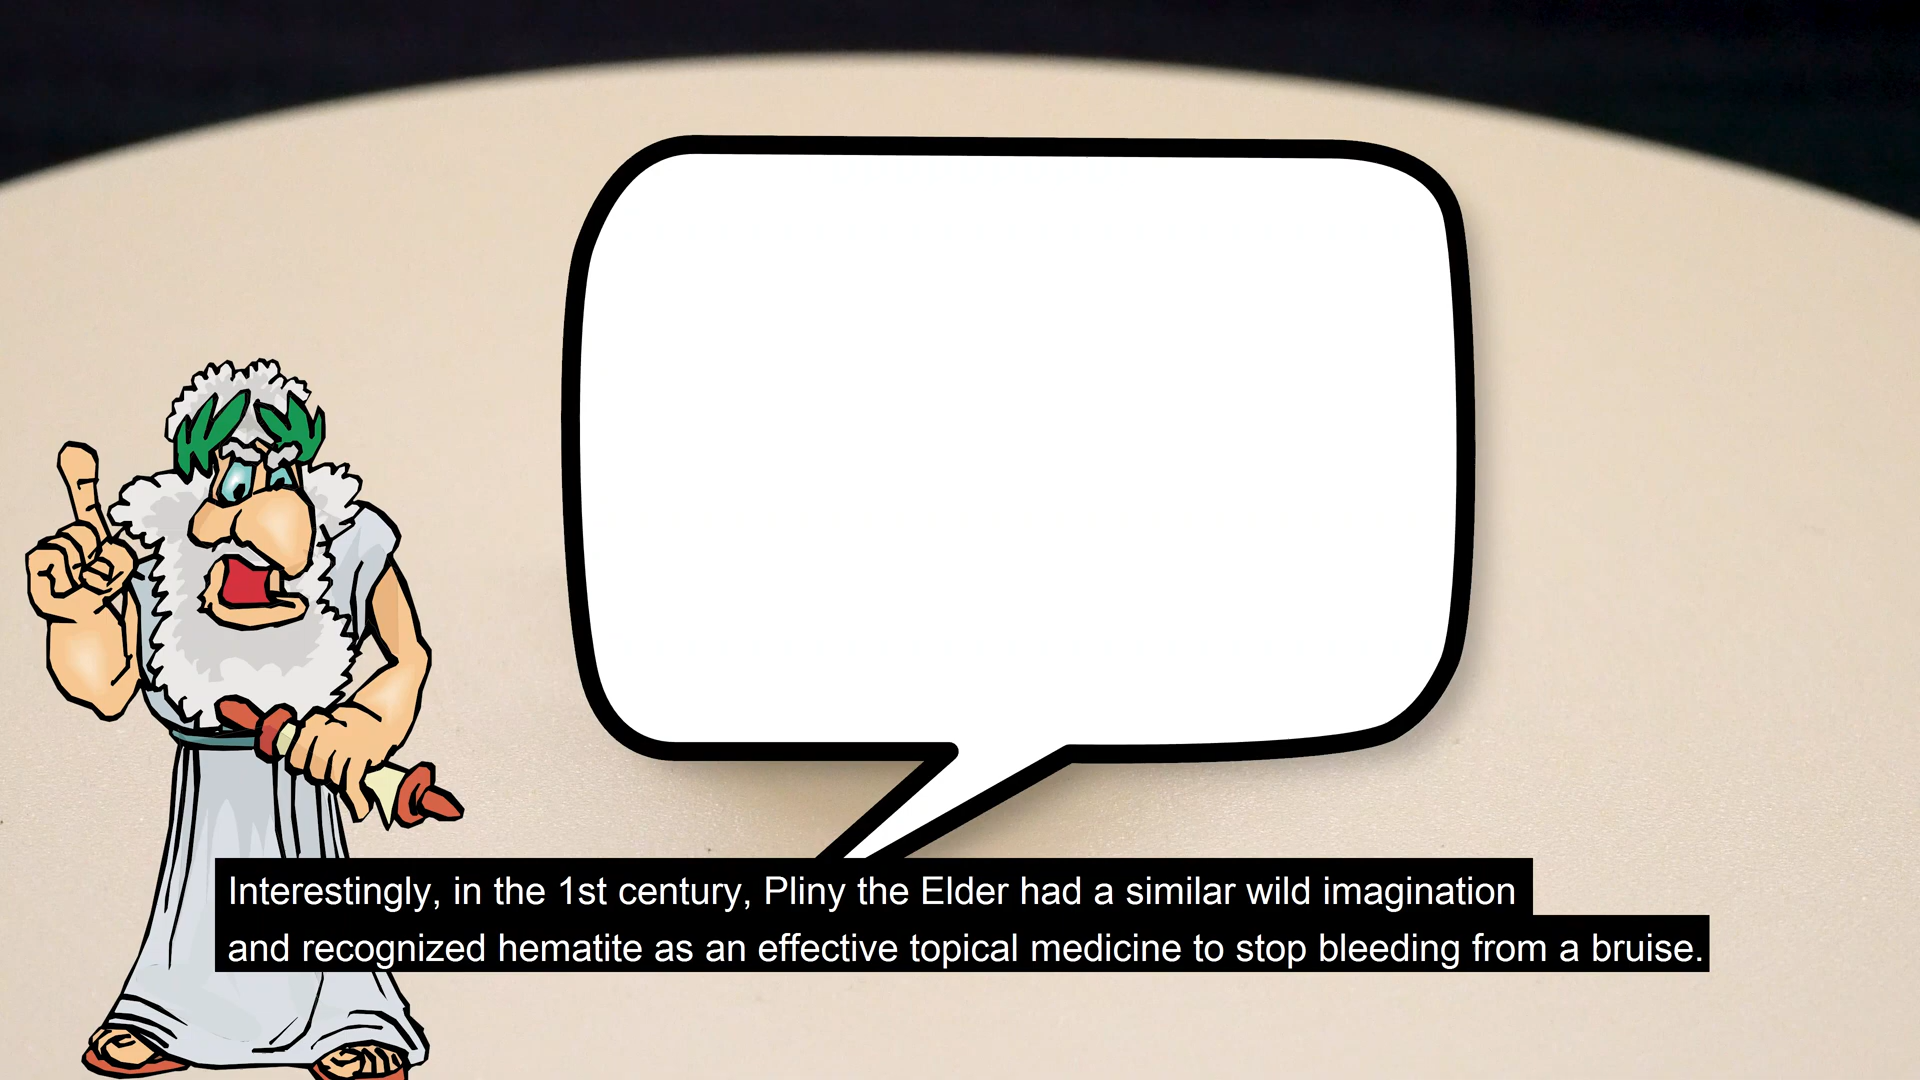 Interestingly, in the 1st century, Pliny the Elder had a similar wild imagination
and recognized hematite as an effective topical medicine to stop bleeding from a bruise.